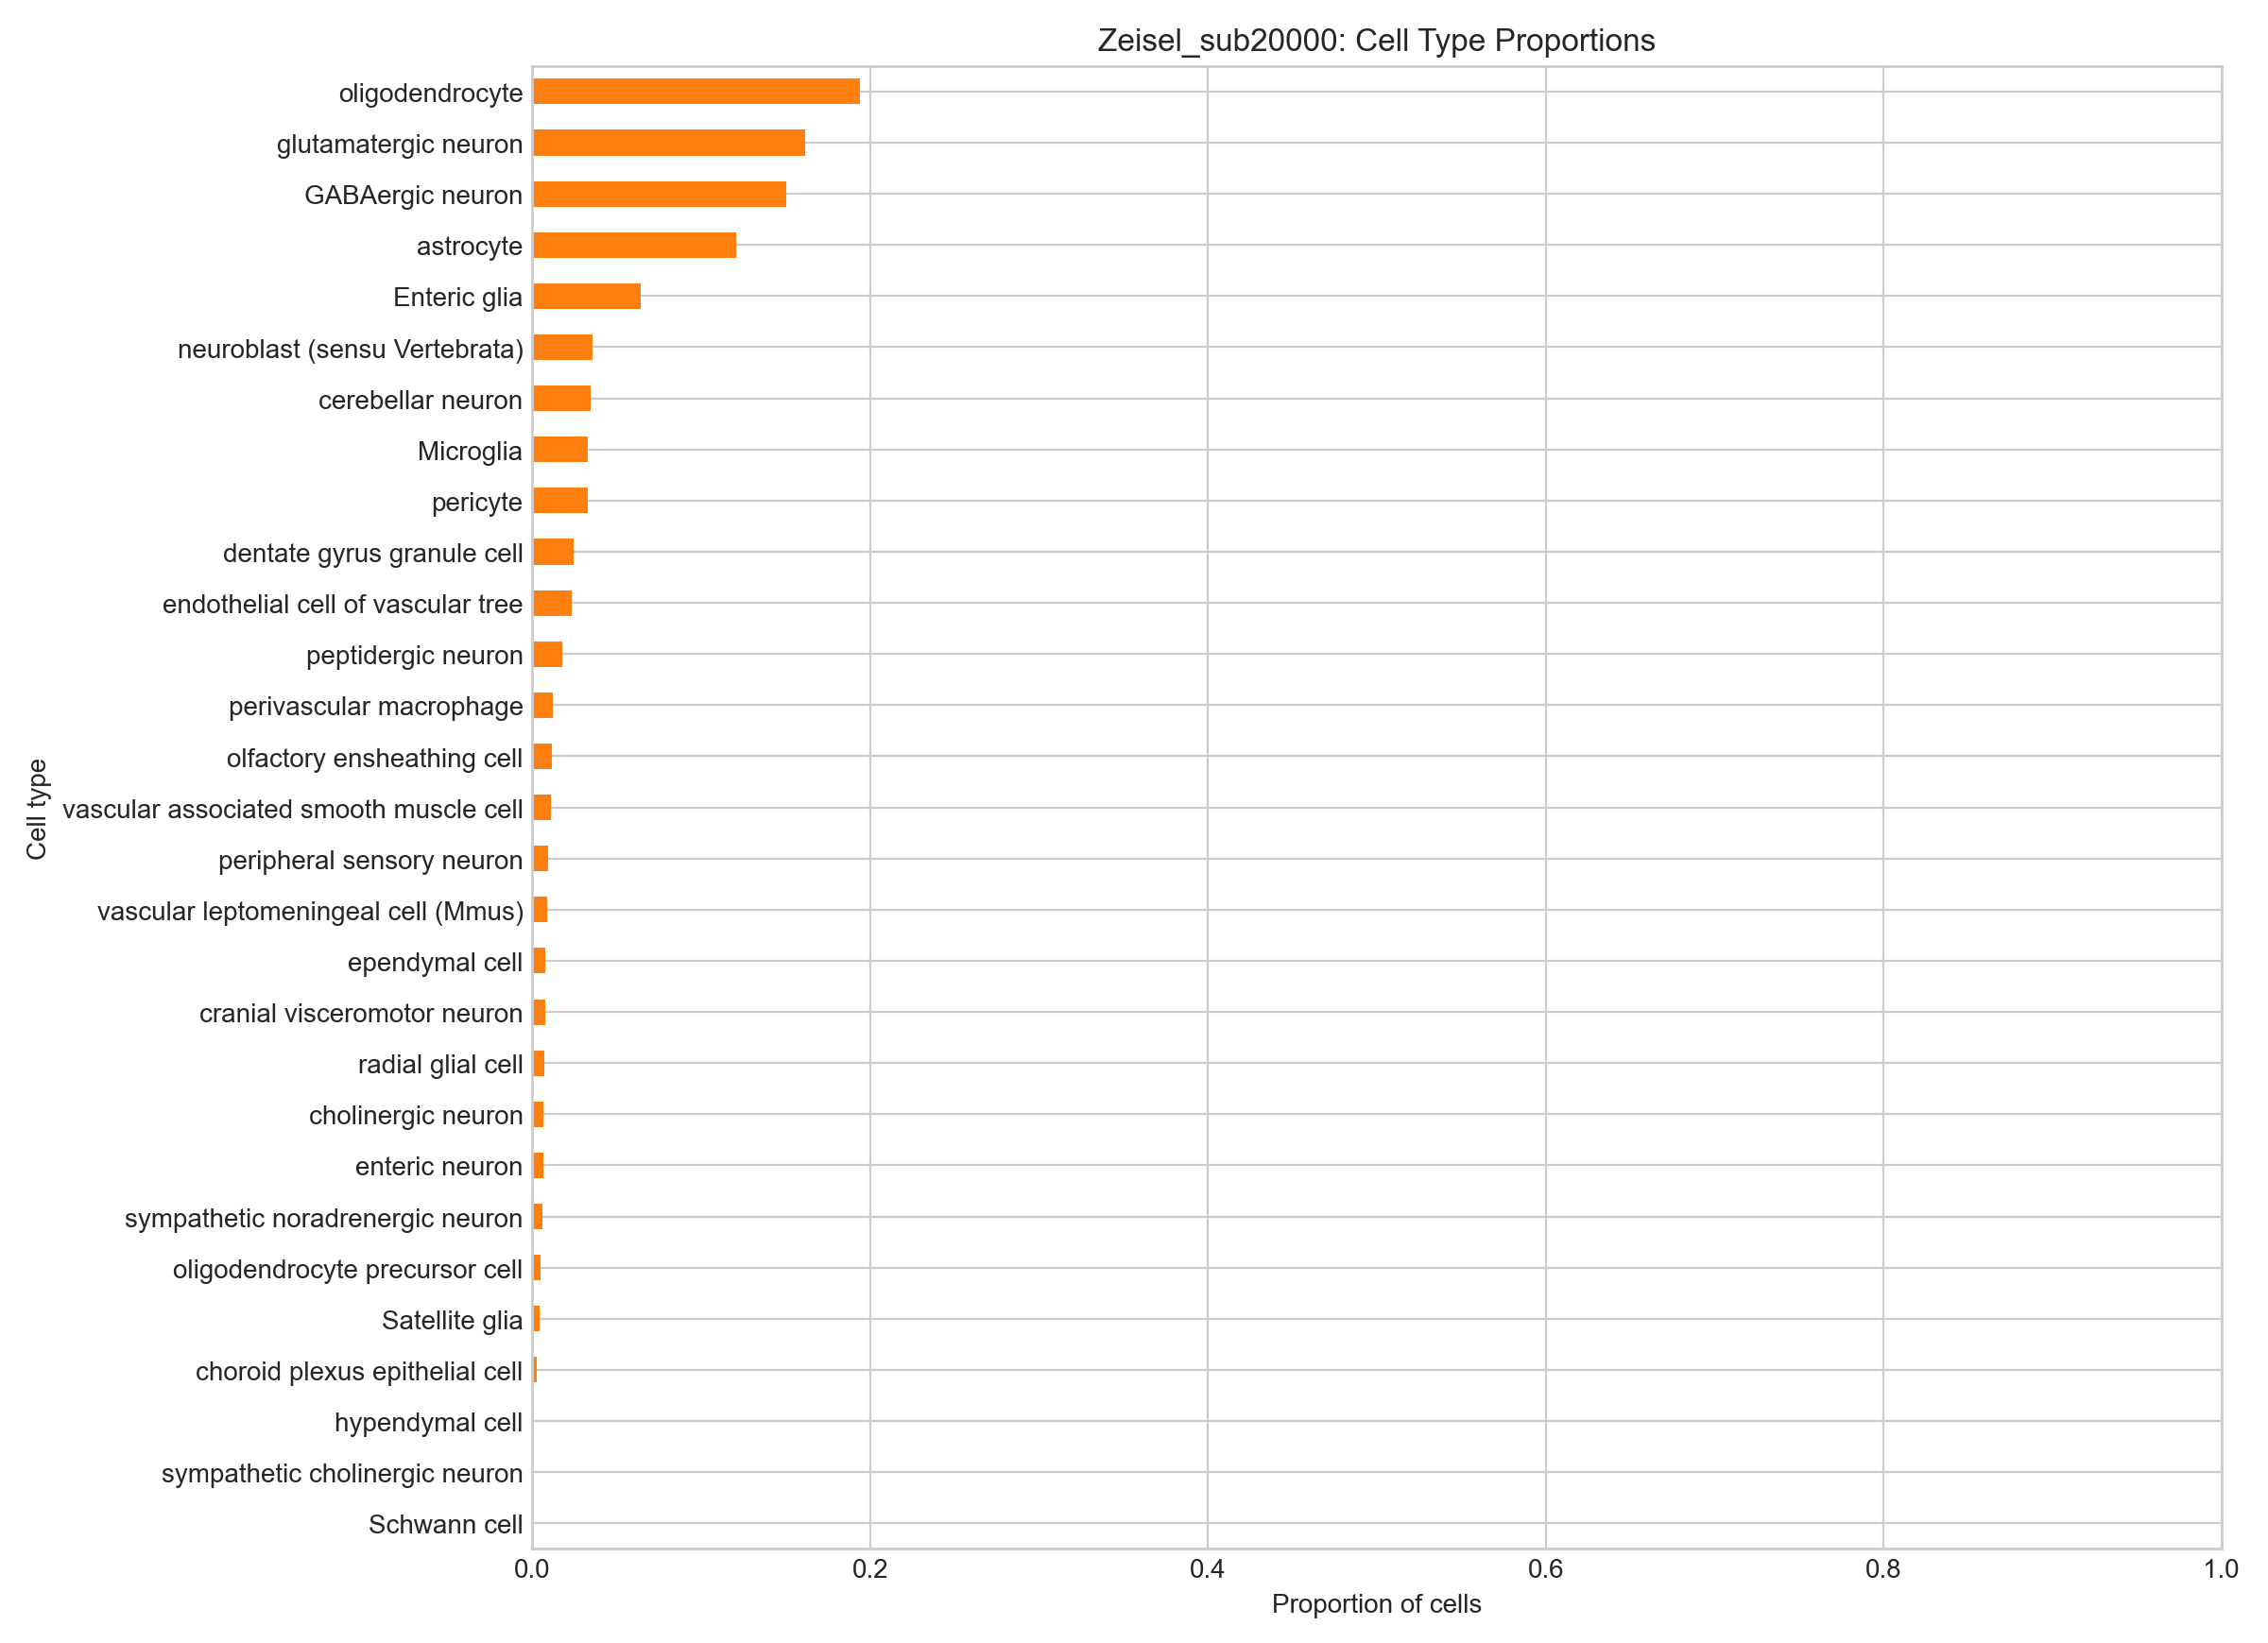 Zeisel_sub20000: Cell Type Proportions
oligodendrocyte
glutamatergic neuron
GABAergic neuron
astrocyte
Enteric glia
neuroblast (sensu Vertebrata)
cerebellar neuron
Microglia
pericyte
dentate gyrus granule cell
endothelial cell of vascular tree
peptidergic neuron
perivascular macrophage
olfactory ensheathing cell
vascular associated smooth muscle cell
peripheral sensory neuron
vascular leptomeningeal cell (Mmus)
ependymal cell
cranial visceromotor neuron
radial glial cell
cholinergic neuron
enteric neuron
sympathetic noradrenergic neuron
oligodendrocyte precursor cell
Satellite glia
choroid plexus epithelial cell
hypendymal cell
sympathetic cholinergic neuron
Schwann cell
Cell type
0.0 0.2 0.4 0.6 0.8 1.0
Proportion of cells